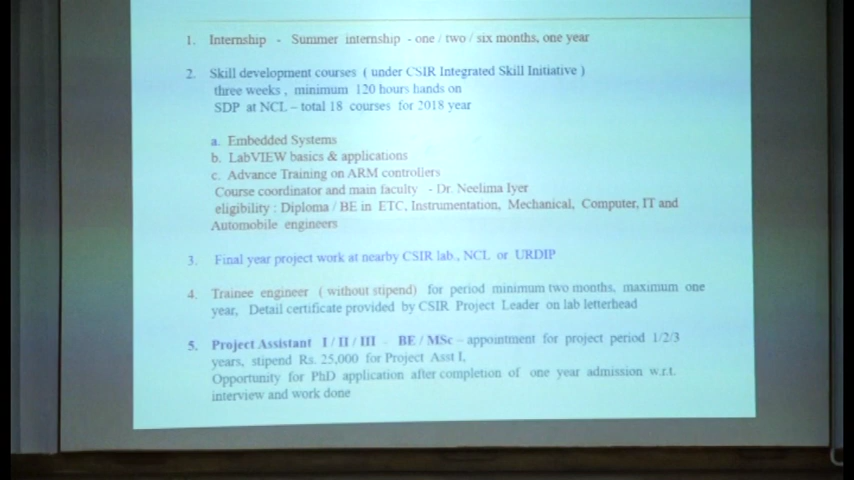 1. Internship - Summer internship - one / two / six months, one year
2. Skill development courses ( under CSIR Integrated Skill Initiative )
three weeks , minimum 120 hours hands on
SDP at NCL – total 18 courses for 2018 year
a. Embedded Systems
b. LabVIEW basics & applications
c. Advance Training on ARM controllers
Course coordinator and main faculty - Dr. Neelima Iyer
eligibility : Diploma / BE in ETC, Instrumentation, Mechanical, Computer, IT and
Automobile engineers
3. Final year project work at nearby CSIR lab., NCL or URDIP
4. Trainee engineer ( without stipend) for period minimum two months, maximum one
year, Detail certificate provided by CSIR Project Leader on lab letterhead
5. Project Assistant I / II / III - BE / MSc – appointment for project period 1/2/3
years, stipend Rs. 25,000 for Project Asst I,
Opportunity for PhD application after completion of one year admission w.r.t.
interview and work done